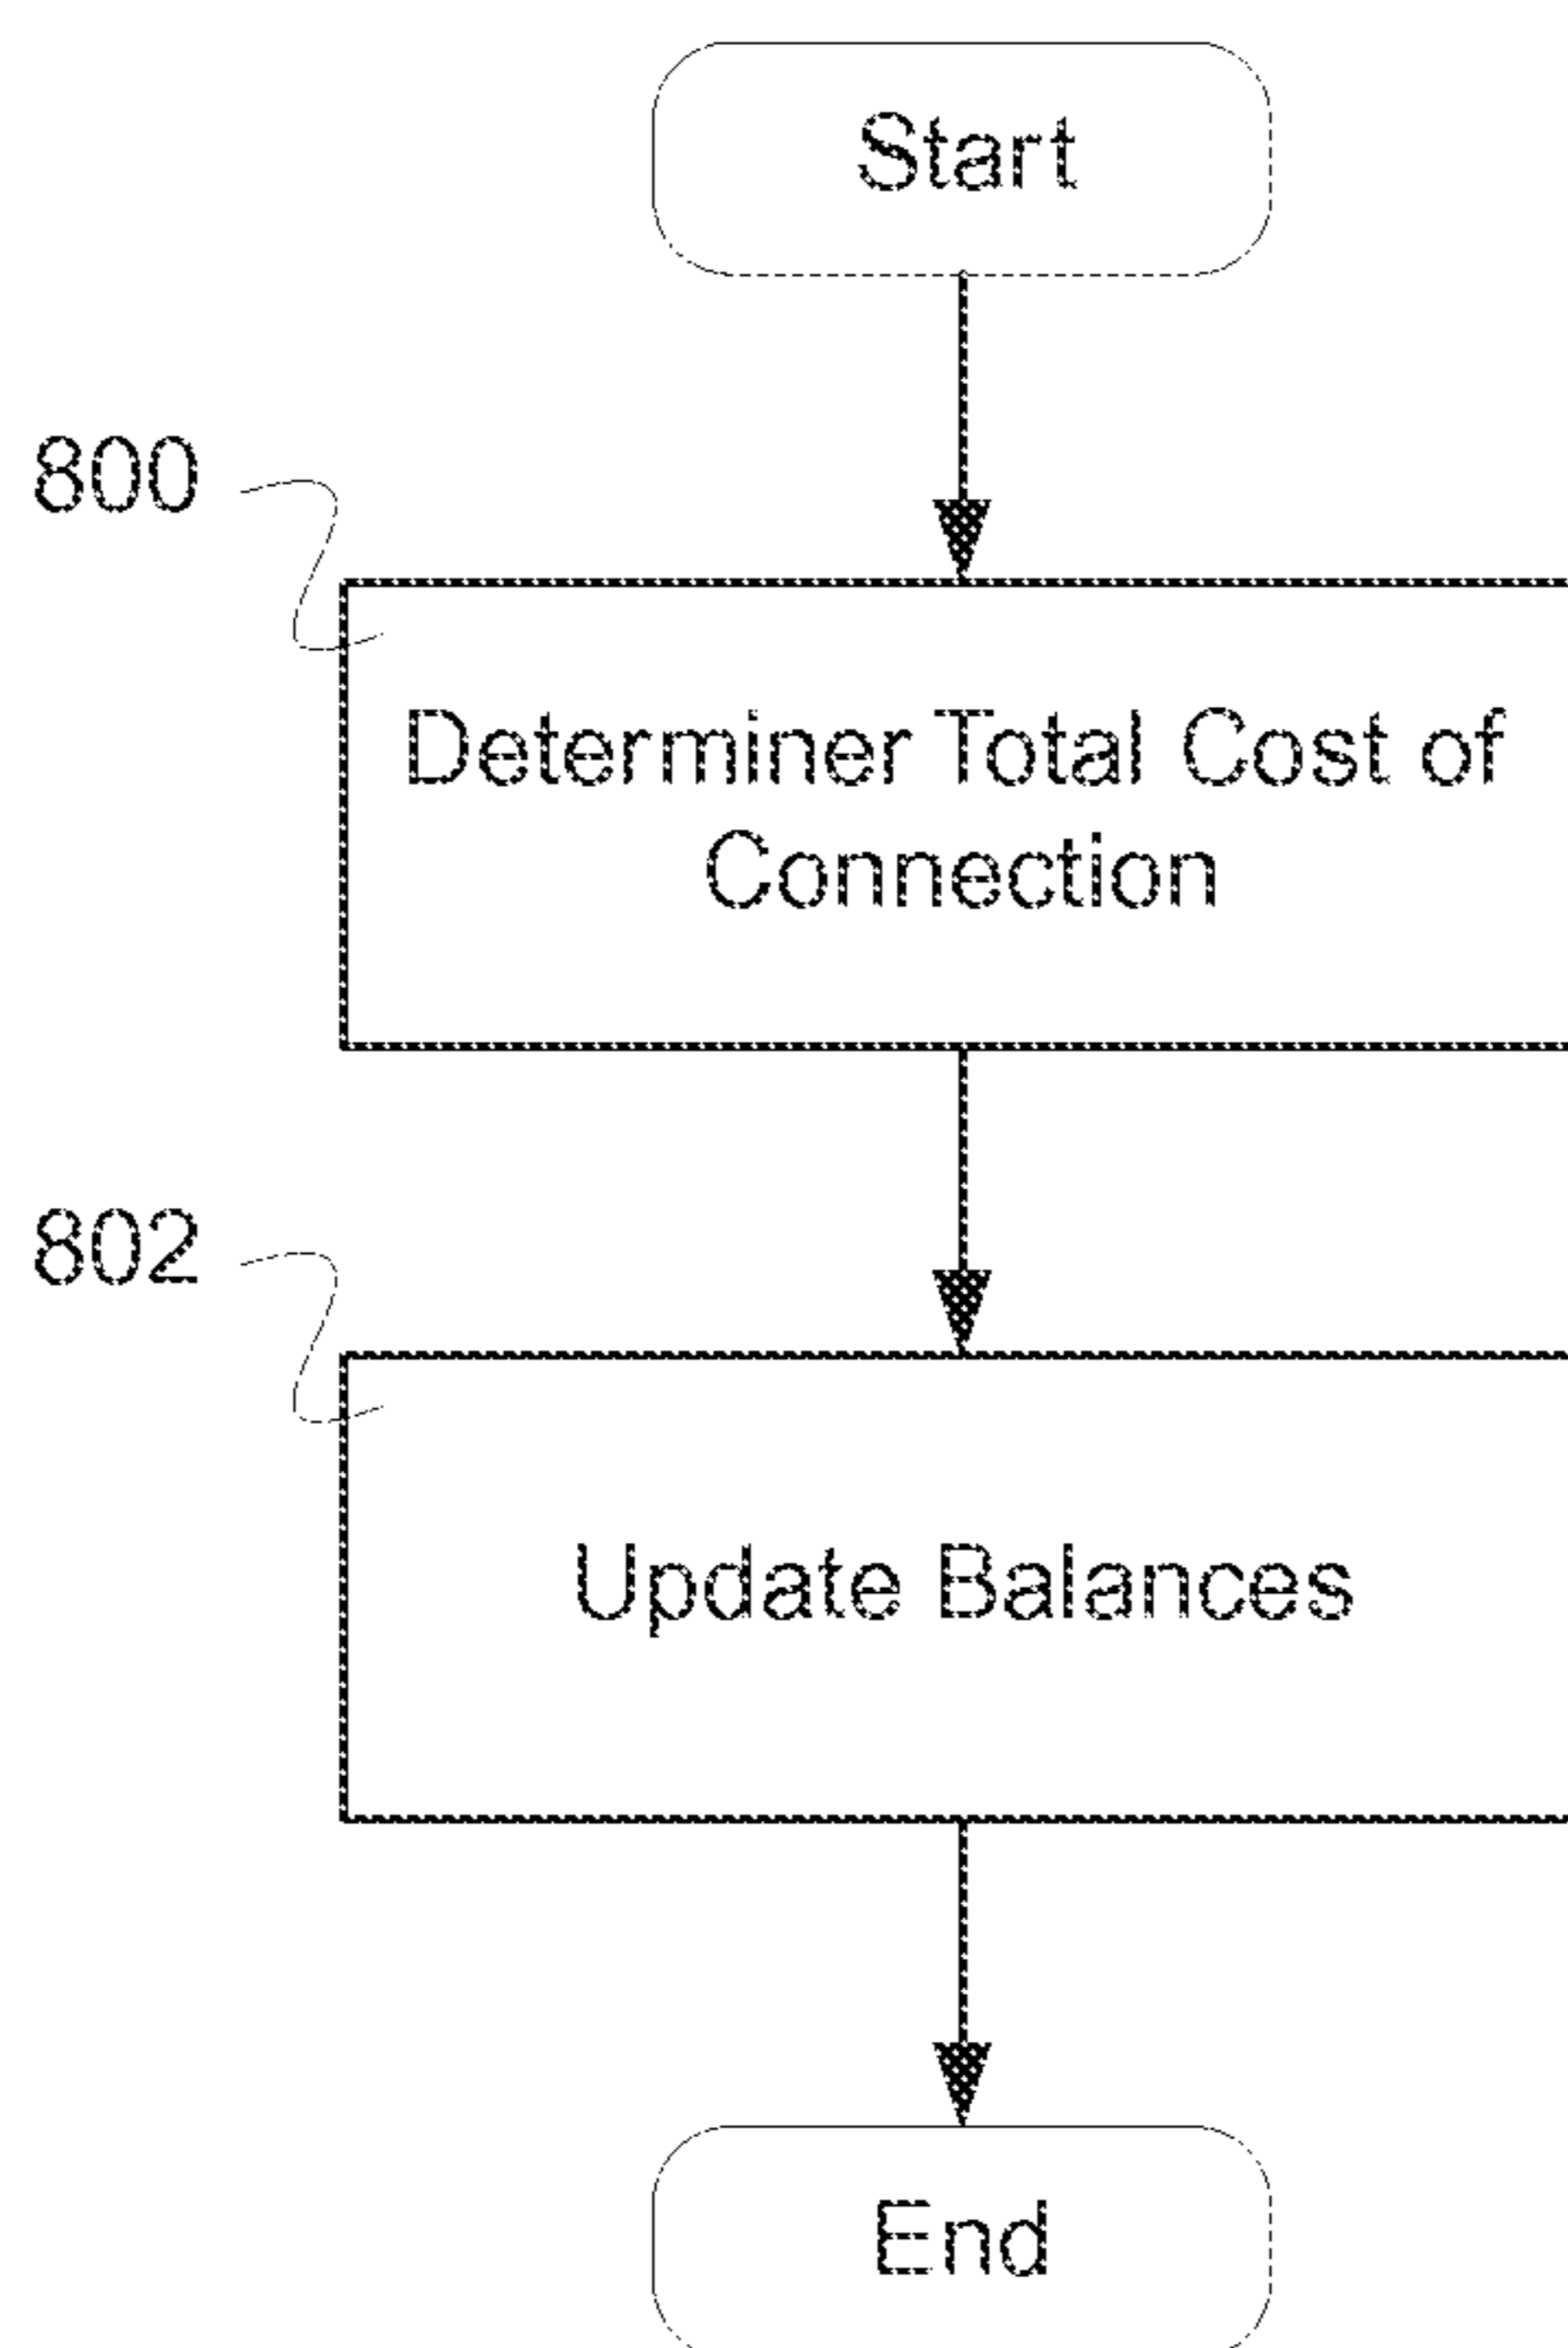 Start
800
Determiner Total Cost of
Connection
802
Update Balances
End